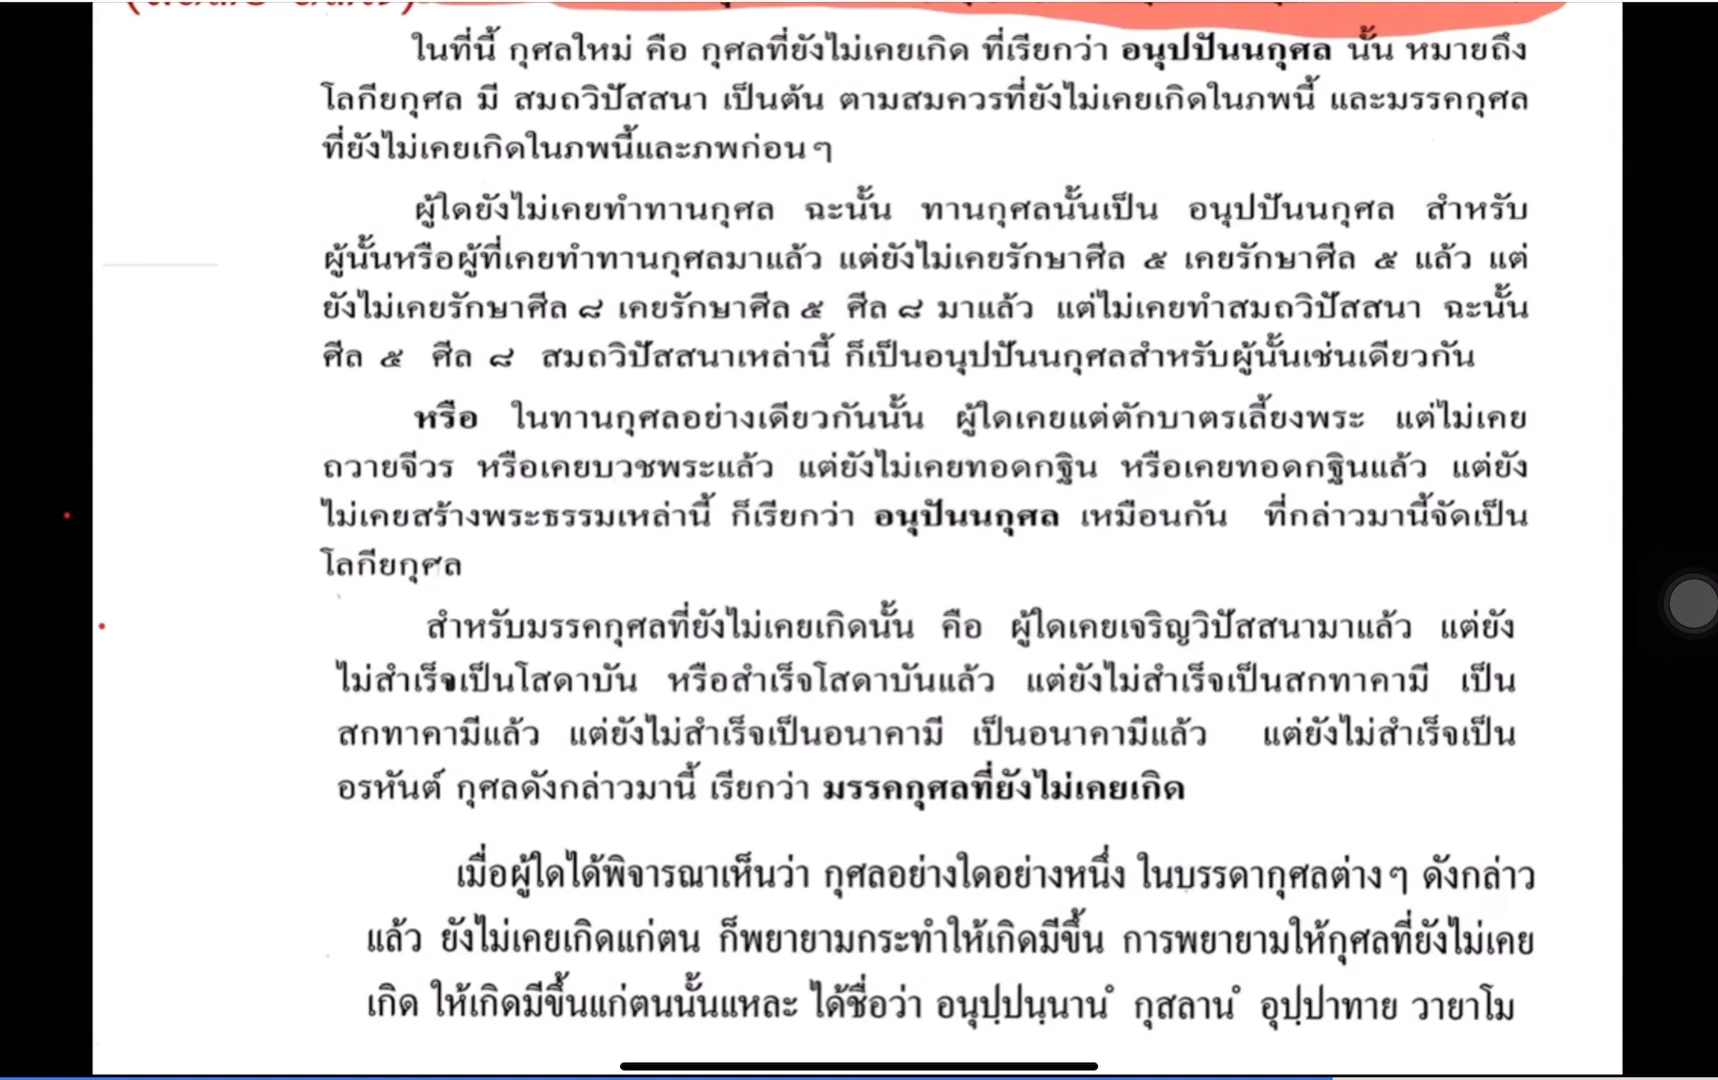 ในที่นี้ กุศลใหม่ คือ กุศลที่ยังไม่เคยเกิด ที่เรียกว่า อนุปปันนกุศล นั้น หมายถึง
โลกียกุศล มี สมถวิปัสสนา เป็นต้น ตามสมควรที่ยังไม่เคยเกิดในภพนี้ และมรรคกุศล
ที่ยังไม่เคยเกิดในภพนี้และภพก่อน ๆ
ผู้ใดยังไม่เคยทำทานกุศล ฉะนั้น ทานกุศลนั้นเป็น อนุปปันนกุศล สำหรับ
ผู้นั้นหรือผู้ที่เคยทำทานกุศลมาแล้ว แต่ยังไม่เคยรักษาศีล ๕ เคยรักษาศีล ๕ แล้ว แต่
ยังไม่เคยรักษาศีล ๘ เคยรักษาศีล ๕ ศีล ๘ มาแล้ว แต่ไม่เคยทำสมถวิปัสสนา ฉะนั้น
ศีล ๕ ศีล ๘ สมถวิปัสสนาเหล่านี้ ก็เป็นอนุปปันนกุศลสำหรับผู้นั้นเช่นเดียวกัน
หรือ ในทานกุศลอย่างเดียวกันนั้น ผู้ใดเคยแต่ตักบาตรเลี้ยงพระ แต่ไม่เคย
ถวายจีวร หรือเคยบวชพระแล้ว แต่ยังไม่เคยทอดกฐิน หรือเคยทอดกฐินแล้ว แต่ยัง
ไม่เคยสร้างพระธรรมเหล่านี้ ก็เรียกว่า อนุปันนกุศล เหมือนกัน ที่กล่าวมานี้จัดเป็น
โลกียกุศล
สำหรับมรรคกุศลที่ยังไม่เคยเกิดนั้น คือ ผู้ใดเคยเจริญวิปัสสนามาแล้ว แต่ยัง
ไม่สำเร็จเป็นโสดาบัน หรือสำเร็จโสดาบันแล้ว แต่ยังไม่สำเร็จเป็นสกทาคามี เป็น
สกทาคามีแล้ว แต่ยังไม่สำเร็จเป็นอนาคามี เป็นอนาคามีแล้ว แต่ยังไม่สำเร็จเป็น
อรหันต์ กุศลดังกล่าวมานี้ เรียกว่า มรรคกุศลที่ยังไม่เคยเกิด
เมื่อผู้ใดได้พิจารณาเห็นว่า กุศลอย่างใดอย่างหนึ่ง ในบรรดากุศลต่าง ๆ ดังกล่าว
แล้ว ยังไม่เคยเกิดแก่ตน ก็พยายามกระทำให้เกิดมีขึ้น การพยายามให้กุศลที่ยังไม่เคย
เกิด ให้เกิดมีขึ้นแก่ตนนั้นแหละ ได้ชื่อว่า อนุปฺปนฺนานํ กุสลานํ อุปฺปาทาย วายาโม